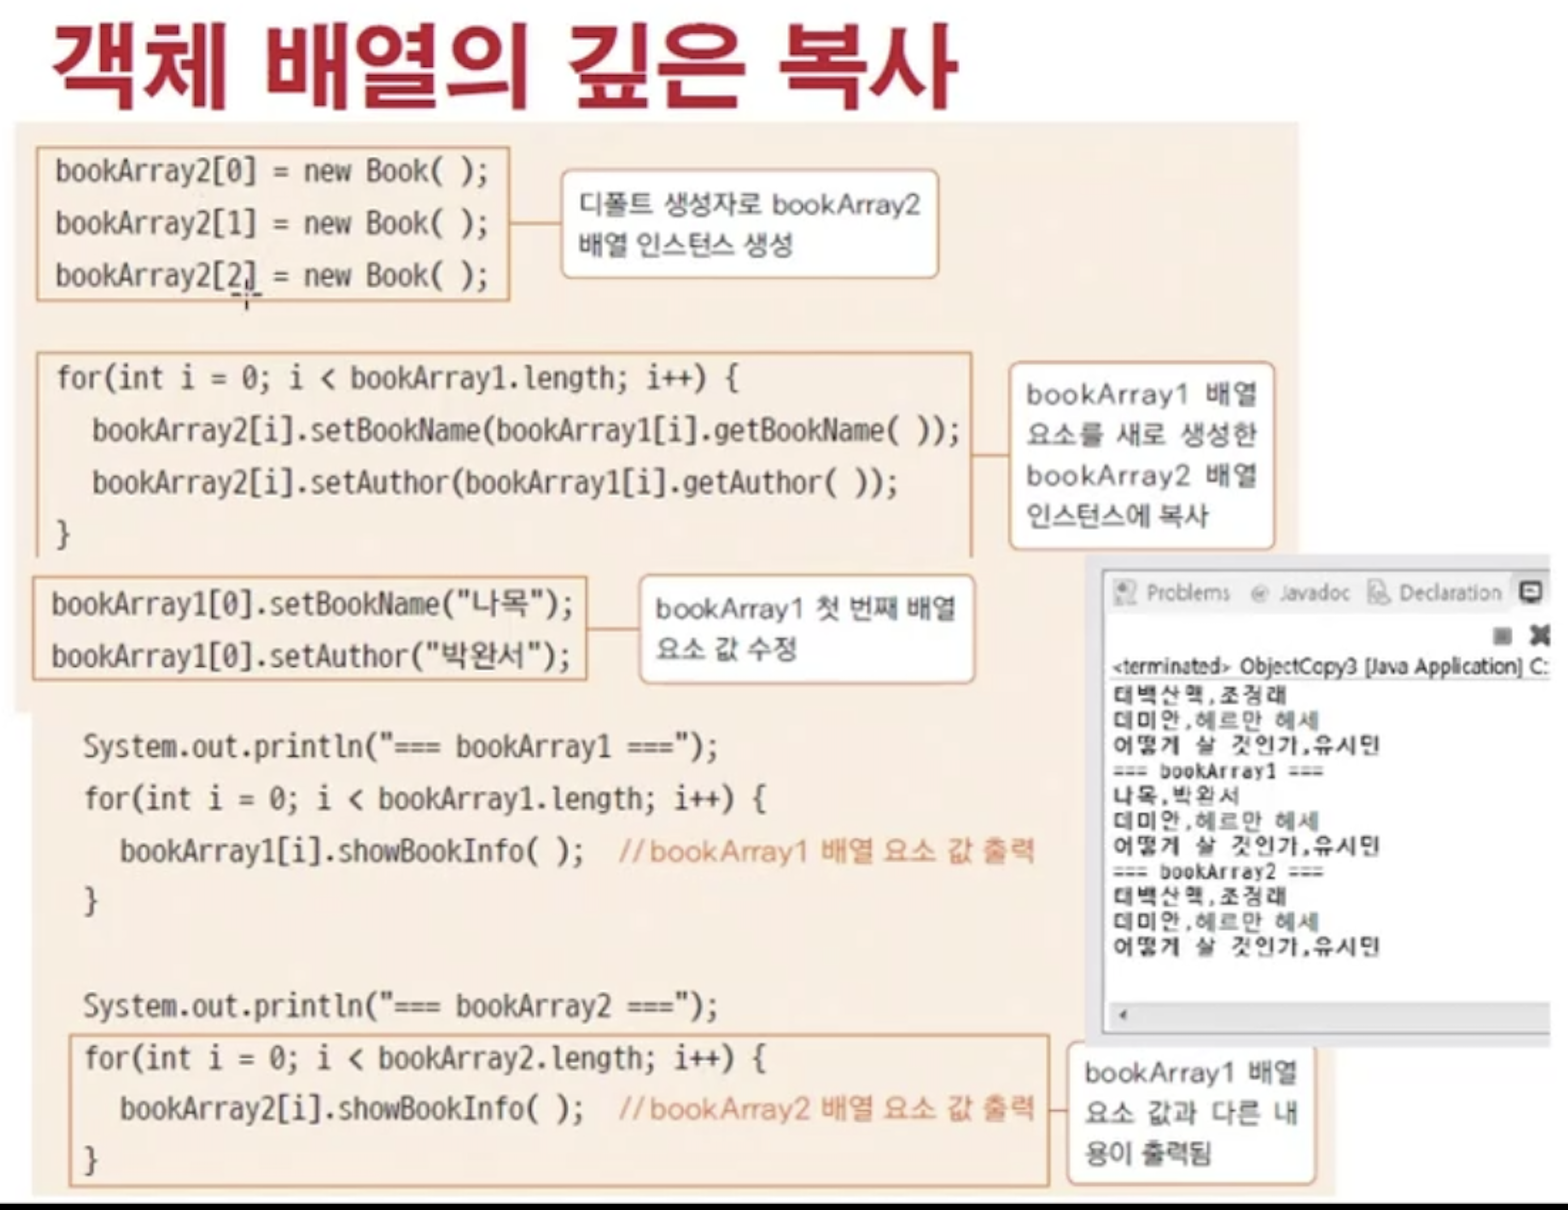 객체 배열의 깊은 복사
bookArray2[0] = new Book( );
bookArray2[1] = new Book( );
bookArray2[2] = new Book( );
디폴트 생성자로 bookArray2
배열 인스턴스 생성
for(int i = 0; i < bookArray1.length; i++) {
bookArray2[i].setBookName(bookArray1[i].getBookName( ));
bookArray2[i].setAuthor(bookArray1[i].getAuthor( ));
}
bookArray1 배열
요소를 새로 생성한
bookArray2 배열
인스턴스에 복사
bookArray1[0].setBookName("나목");
bookArray1[0].setAuthor("박완서");
bookArray1 첫 번째 배열
요소 값 수정
System.out.println("=== bookArray1 ===");
for(int i = 0; i < bookArray1.length; i++) {
bookArray1[i].showBookInfo( ); //bookArray1 배열 요소 값 출력
}
System.out.println("=== bookArray2 ===");
for(int i = 0; i < bookArray2.length; i++) {
bookArray2[i].showBookInfo( ); //bookArray2 배열 요소 값 출력
}
bookArray1 배열
요소 값과 다른 내
용이 출력됨
Problems @ Javadoc Declaration
<terminated> ObjectCopy3 [Java Application] C:
태백산맥,조정래
데미안,헤르만 헤세
어떻게 살 것인가,유시민
=== bookArray1 ===
나목,박완서
데미안,헤르만 헤세
어떻게 살 것인가,유시민
=== bookArray2 ===
태백산맥,조정래
데미안,헤르만 헤세
어떻게 살 것인가,유시민